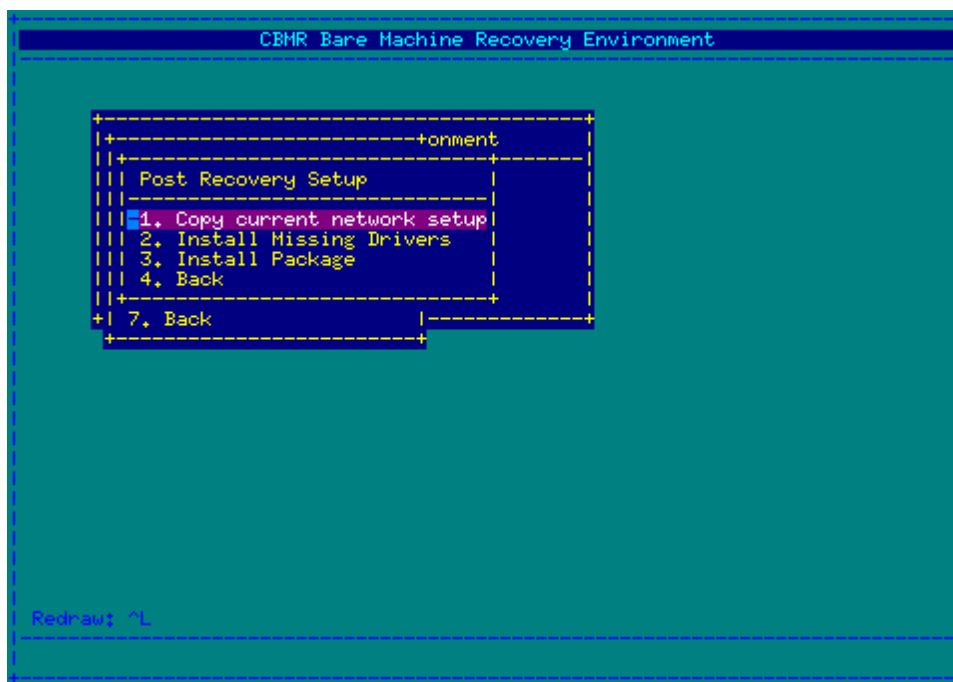 CBMR Bare Machine Recovery Environment
onment
Post Recovery Setup
1. Copy current network setup
2. Install Missing Drivers
3. Install Package
4. Back
7. Back
Redraw: ^L